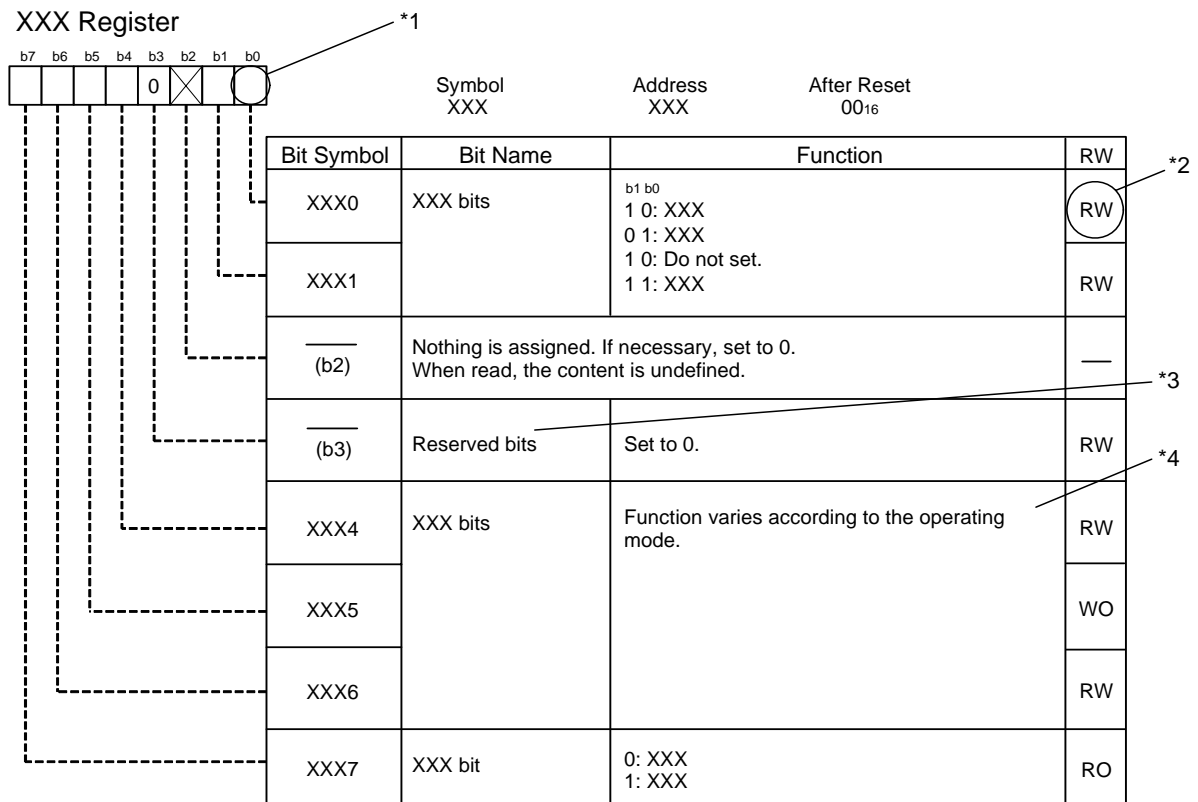 XXX Register
*1
b7 b6 b5 b4 b3 b2 b1 b0
0
Symbol Address After Reset
XXX XXX 0016
Bit Symbol Bit Name Function RW
*2
XXX0 XXX bits b1 b0 RW
1 0: XXX
0 1: XXX
1 0: Do not set.
XXX1 1 1: XXX RW
(b2) Nothing is assigned. If necessary, set to 0. —
When read, the content is undefined.
*3
(b3) Reserved bits Set to 0. RW
*4
XXX4 XXX bits Function varies according to the operating RW
mode.
XXX5 WO
XXX6 RW
XXX7 XXX bit 0: XXX RO
1: XXX